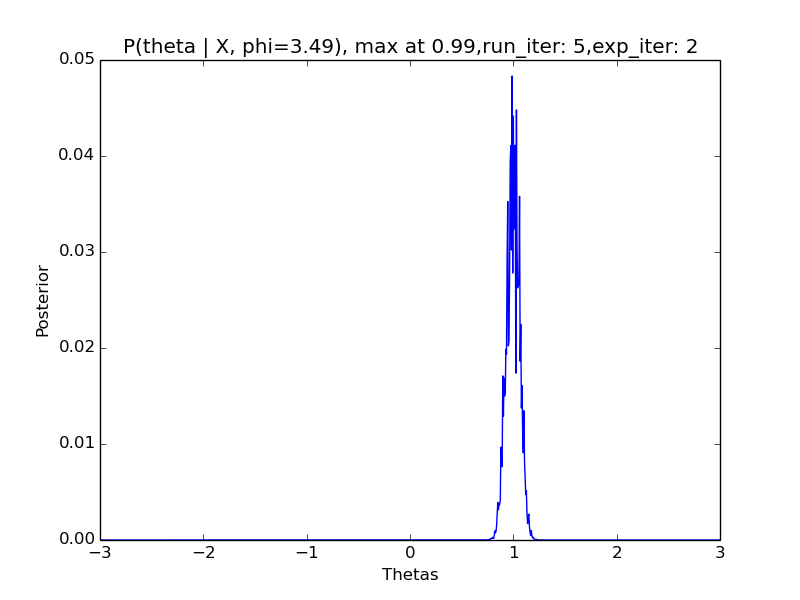 P(theta | X, phi=3.49), max at 0.99,run_iter: 5,exp_iter: 2
0.05
0.04
0.03
0.02
0.01
0.00
Posterior
−3 −2 −1 0 1 2 3
Thetas